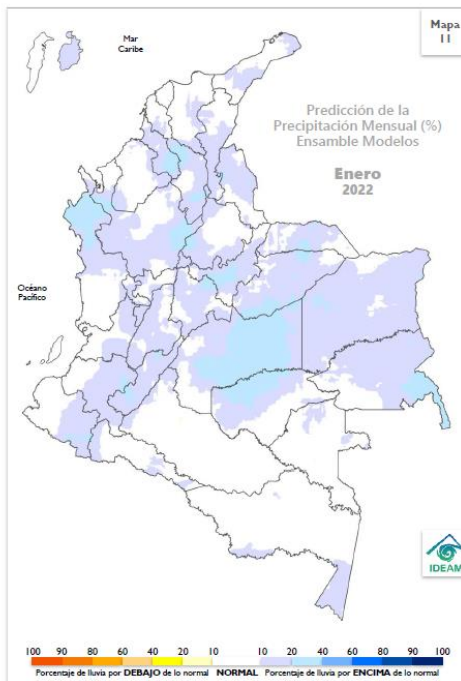 Mapa
11
Mar
Caribe
Predicción de la
Precipitación Mensual (%)
Ensamble Modelos
Enero
2022
Océano
Pacífico
IDEAM
100 90 80 60 40 20 10 10 20 40 60 80 90 100
Porcentaje de lluvia por DEBAJO de lo normal NORMAL Porcentaje de lluvia por ENCIMA de lo normal